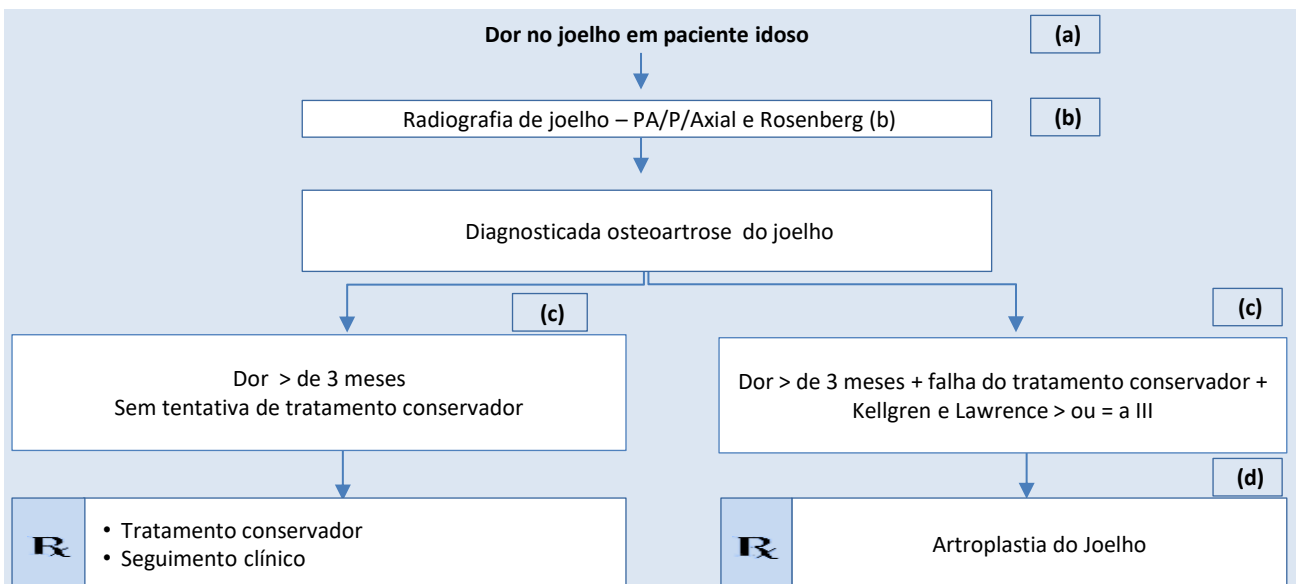 Dor no joelho em paciente idoso
(a)
Radiografia de joelho – PA/P/Axial e Rosenberg (b)
(b)
Diagnosticada osteoartrose do joelho
(c)
(c)
Dor > de 3 meses
Sem tentativa de tratamento conservador
Dor > de 3 meses + falha do tratamento conservador +
Kellgren e Lawrence > ou = a III
(d)
Rx
• Tratamento conservador
• Seguimento clínico
Rx
Artroplastia do Joelho